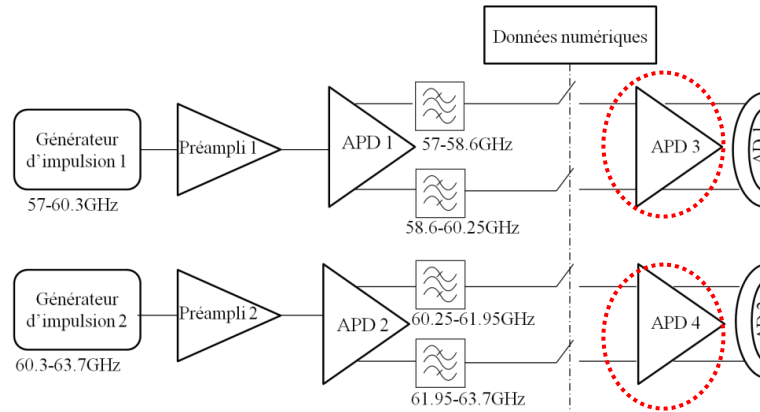 Données numériques
Générateur
d'impulsion 1
57-60.3GHz
Préampli 1
APD 1
57-58.6GHz
58.6-60.25GHz
APD 3
AD 1
Générateur
d'impulsion 2
60.3-63.7GHz
Préampli 2
APD 2
60.25-61.95GHz
61.95-63.7GHz
APD 4